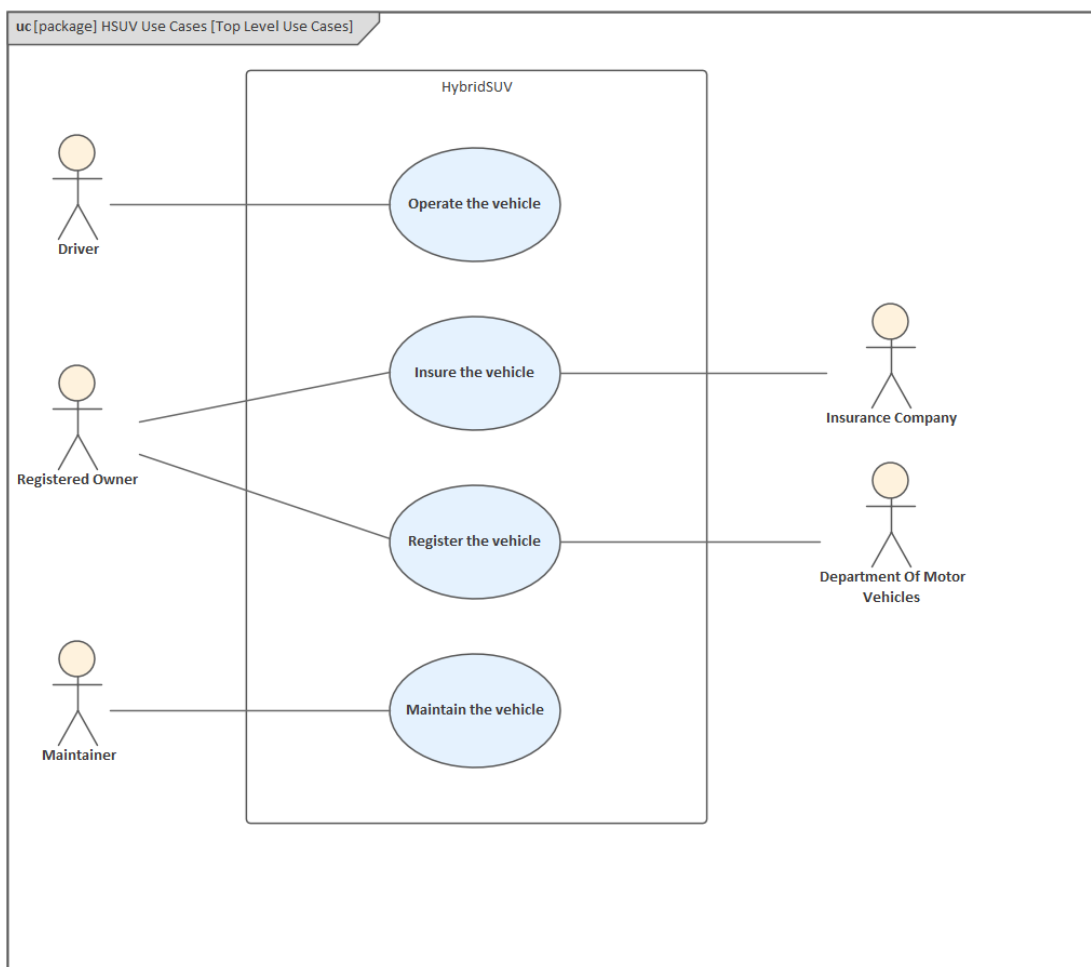 uc [package] HSUV Use Cases [Top Level Use Cases]
HybridSUV
Operate the vehicle
Driver
Insure the vehicle
Insurance Company
Registered Owner
Register the vehicle
Department Of Motor
Vehicles
Maintain the vehicle
Maintainer